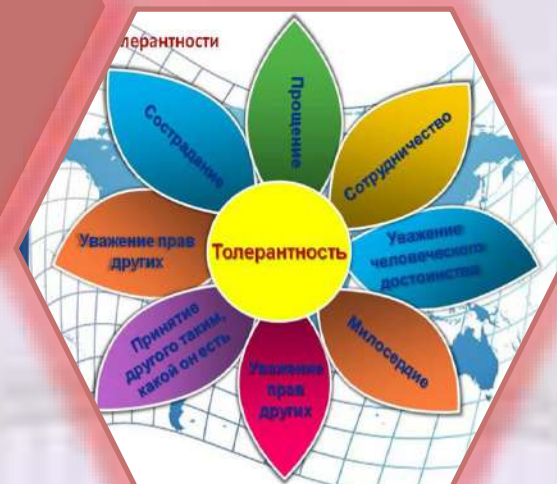 лерантности
Прощение
Сотрудничество
Уважение
человеческого
достоинства
Милосердие
Уважение
прав
других
Принятие
другого таким,
какой он есть
Уважение прав
других
Сострадание
Толерантность